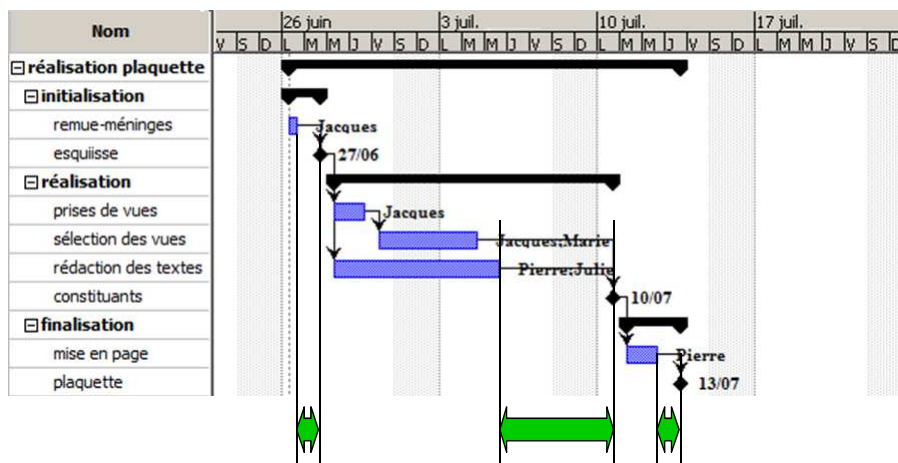 Nom
26 juin 3 juil. 10 juil. 17 juil.
V S D L M M J V S D L M M J V S D L M M J V S D L M M J V S D
réalisation plaquette
initialisation
remue-méninges Jacques
esquiisse 27/06
réalisation
prises de vues Jacques
sélection des vues Jacques;Marie
rédaction des textes Pierre;Julie
constituants 10/07
finalisation
mise en page Pierre
plaquette 13/07